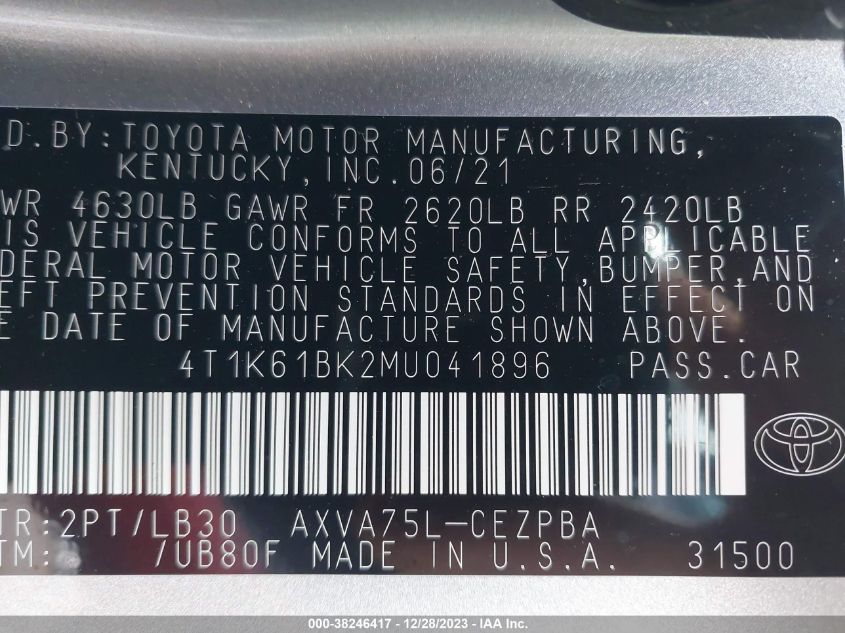 D.BY:TOYOTA MOTOR MANUFACTURING,
KENTUCKY,INC.06/21
WR 4630LB GAWR FR 2620LB RR 2420LB
IS VEHICLE CONFORMS TO ALL APPLICABLE
DERAL MOTOR VEHICLE SAFETY,BUMPER,AND
EFT PREVENTION STANDARDS IN EFFECT ON
E DATE OF MANUFACTURE SHOWN ABOVE.
4T1K61BK2MU041896 PASS.CAR
TR:2PT/LB30 AXVA75L-CEZPBA
TM: /UB80F MADE IN U.S.A. 31500
000-38246417 - 12/28/2023 - IAA Inc.